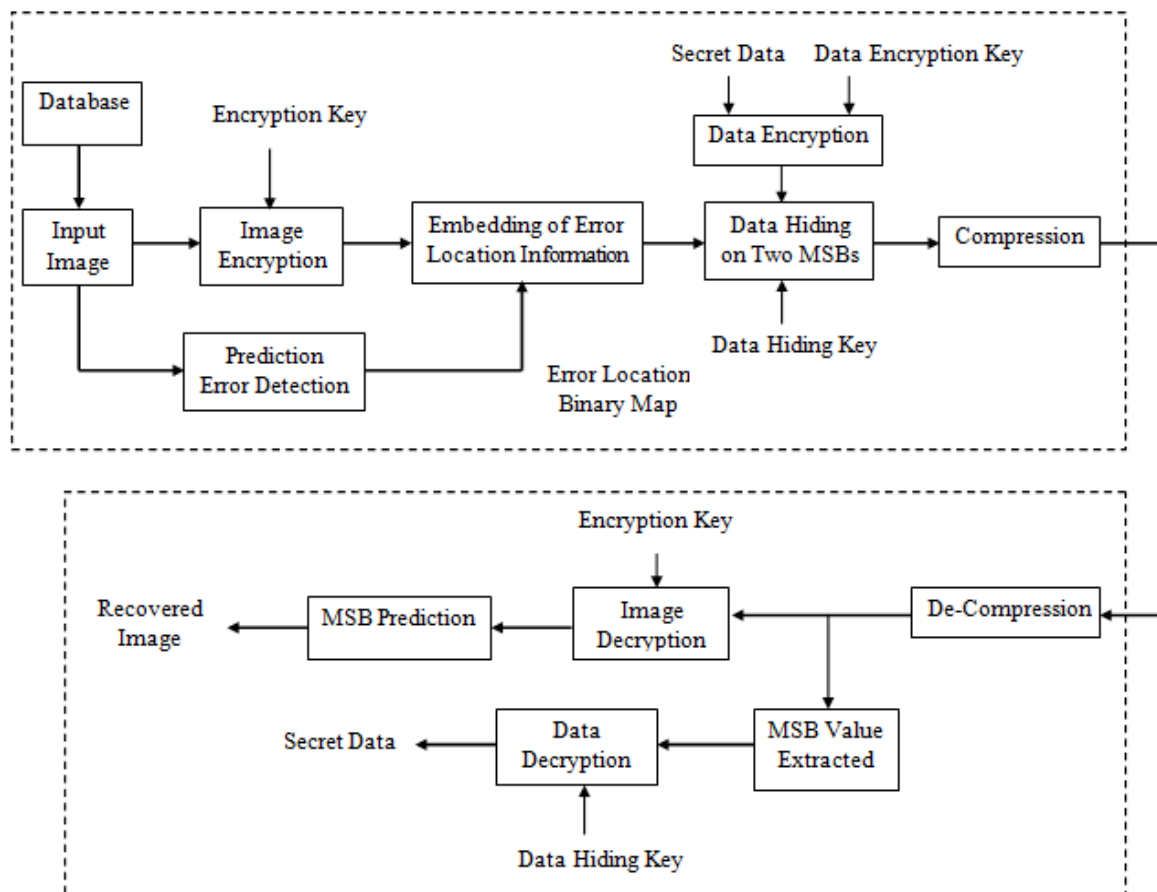 Secret Data
Data Encryption Key
Database
Encryption Key
Data Encryption
Input
Image
Image
Encryption
Embedding of Error
Location Information
Data Hiding
on Two MSBs
Compression
Prediction
Error Detection
Error Location
Binary Map
Data Hiding Key
Encryption Key
Recovered
Image
MSB Prediction
Image
Decryption
De-Compression
Secret Data
Data
Decryption
MSB Value
Extracted
Data Hiding Key